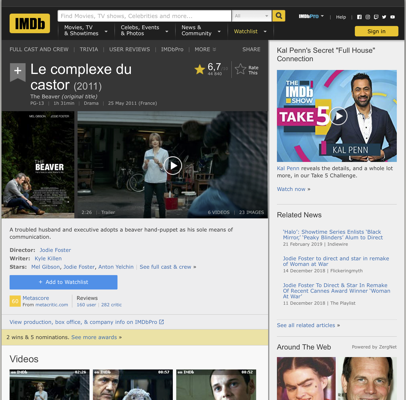 IMDb
Find Movies, TV shows, Celebrities and more...
All
IMDbPro
Help
Movies, TV
& Showtimes
Celebs, Events
& Photos
News &
Community
Watchlist
Sign in
FULL CAST AND CREW | TRIVIA | USER REVIEWS | IMDbPro | MORE
SHARE
Le complexe du
castor (2011)
6,7
Rate
This
The Beaver (original title)
PG-13 | 1h 31min | Drama | 25 May 2011 (France)
THE
BEAVER
2:26 | Trailer
6 VIDEOS
21 IMAGES
A troubled husband and executive adopts a beaver hand-puppet as his sole means of
communication.
Director: Jodie Foster
Writer: Kyle Killen
Stars: Mel Gibson, Jodie Foster, Anton Yelchin | See full cast & crew »
+ Add to Watchlist
Metascore
From metacritic.com
Reviews
160 user | 282 critic
View production, box office, & company info on IMDbPro
2 wins & 5 nominations. See more awards »
Videos
Kal Penn's Secret "Full House"
Connection
THE
IMDb
SHOW
TAKE 5
KAL PENN
Kal Penn reveals the details, and a whole lot
more, in our Take 5 Challenge.
Watch now »
Related News
'Halo': Showtime Series Enlists 'Black
Mirror,' 'Peaky Blinders' Alum to Direct
21 February 2019 | Indiewire
Jodie Foster to direct and star in remake
of Woman at War
14 December 2018 | Flickeringmyth
Jodie Foster To Direct & Star In Remake
Of Recent Cannes Award Winner 'Woman
At War'
11 December 2018 | The Playlist
See all related articles »
Around The Web
Powered by ZergNet